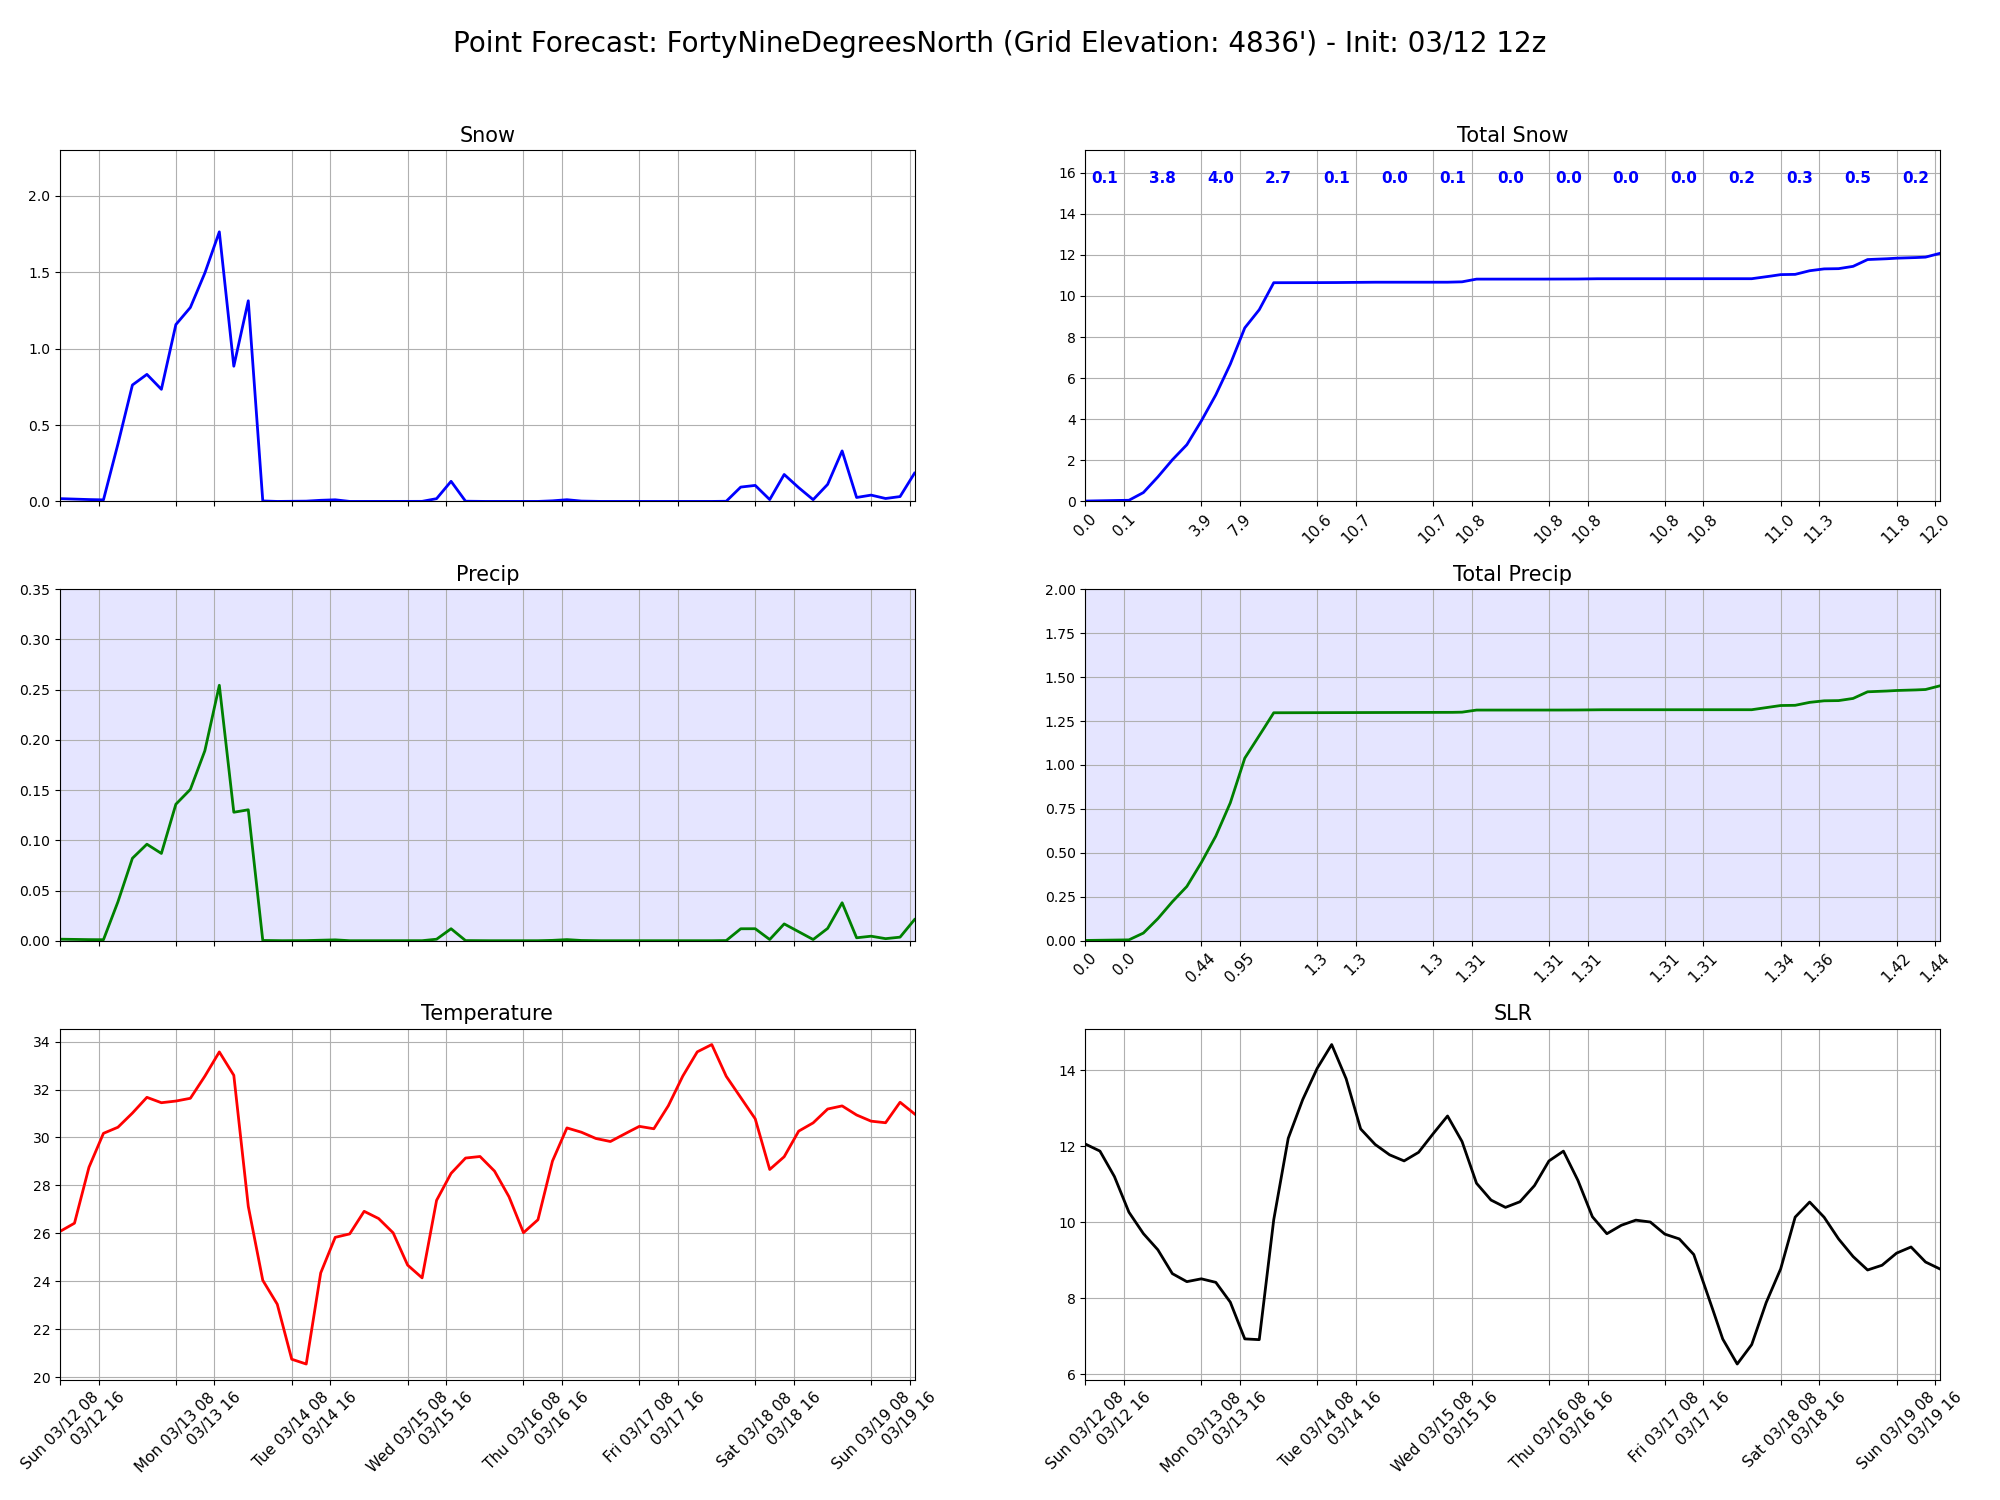 Point Forecast: FortyNineDegreesNorth (Grid Elevation: 4836') - Init: 03/12 12z
Snow
2.0
1.5
1.0
0.5
0.0
Total Snow
16
14
12
10
8
6
4
2
0
0.1 3.8 4.0 2.7 0.1 0.0 0.1 0.0 0.0 0.0 0.0 0.2 0.3 0.5 0.2
0.0 0.1 3.9 7.9 10.6 10.7 10.7 10.8 10.8 10.8 10.8 10.8 11.0 11.3 11.8 12.0
Precip
0.35
0.30
0.25
0.20
0.15
0.10
0.05
0.00
Total Precip
2.00
1.75
1.50
1.25
1.00
0.75
0.50
0.25
0.00
0.0 0.0 0.44 0.95 1.3 1.3 1.3 1.31 1.31 1.31 1.31 1.31 1.34 1.36 1.42 1.44
Temperature
34
32
30
28
26
24
22
20
Sun 03/12 08
03/12 16
Mon 03/13 08
03/13 16
Tue 03/14 08
03/14 16
Wed 03/15 08
03/15 16
Thu 03/16 08
03/16 16
Fri 03/17 08
03/17 16
Sat 03/18 08
03/18 16
Sun 03/19 08
03/19 16
SLR
14
12
10
8
6
Sun 03/12 08
03/12 16
Mon 03/13 08
03/13 16
Tue 03/14 08
03/14 16
Wed 03/15 08
03/15 16
Thu 03/16 08
03/16 16
Fri 03/17 08
03/17 16
Sat 03/18 08
03/18 16
Sun 03/19 08
03/19 16